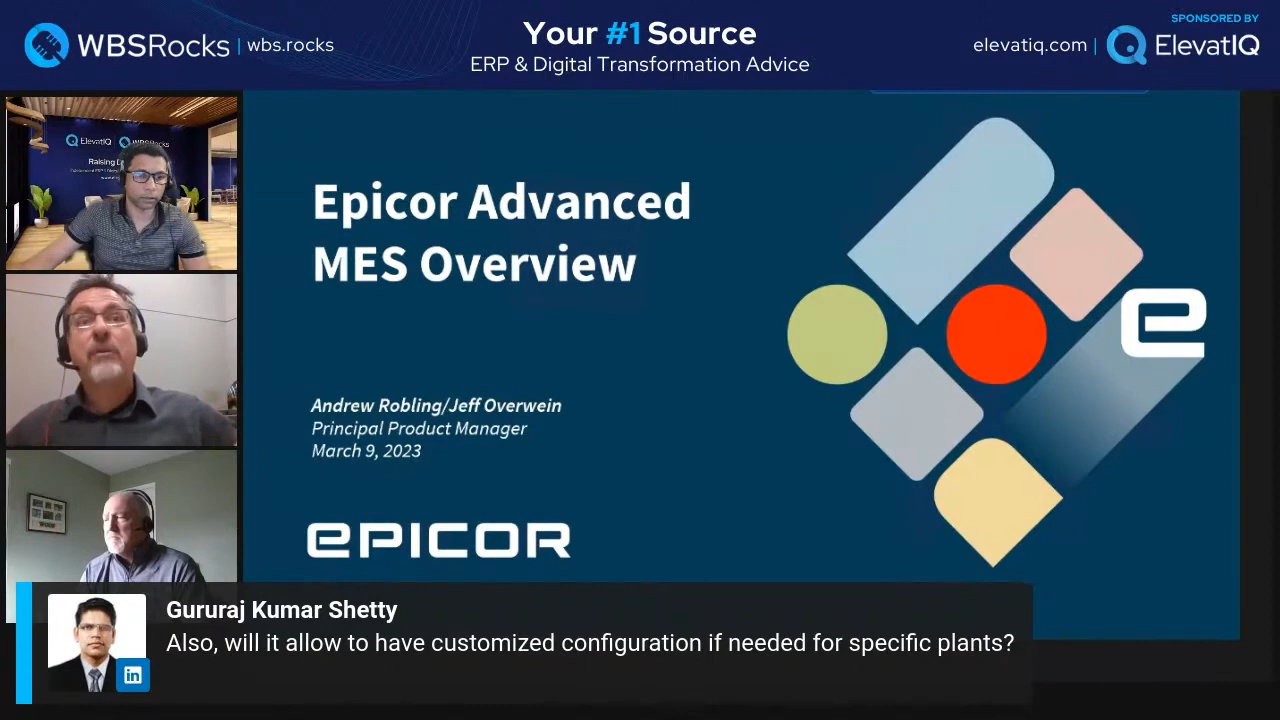 WBSRocks | wbs.rocks
Your #1 Source
ERP & Digital Transformation Advice
SPONSORED BY
elevatiq.com | ElevatIQ
ElevatIQ
Epicor Advanced
MES Overview
Andrew Robling/Jeff Overwein
Principal Product Manager
March 9, 2023
EPICOR
e
Gururaj Kumar Shetty
Also, will it allow to have customized configuration if needed for specific plants?
in